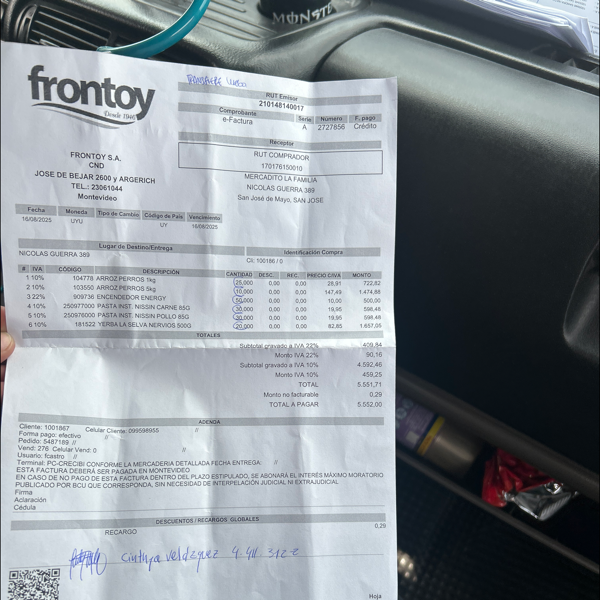 MONSTE
frontoy
Desde 1946
RUT Emisor
210148140017
Comprobante Serie Número F. pago
e-Factura A 2727856 Crédito
Receptor
RUT COMPRADOR
170176150010
MERCADITO LA FAMILIA
NICOLAS GUERRA 389
San José de Mayo, SAN JOSE
FRONTOY S.A.
CND
JOSE DE BEJAR 2600 y ARGERICH
TEL.: 23061044
Montevideo
Fecha Moneda Tipo de Cambio Código de País Vencimiento
16/08/2025 UYU UY 16/08/2025
Lugar de Destino/Entrega Identificación Compra
NICOLAS GUERRA 389 CI: 100186 / 0
# IVA CÓDIGO DESCRIPCIÓN CANTIDAD DESC. REC. PRECIO C/IVA MONTO
1 10% 104778 ARROZ PERROS 1kg 25,000 0,00 0,00 28,91 722,82
2 10% 103550 ARROZ PERROS 5kg 10,000 0,00 0,00 147,49 1.474,88
3 22% 909736 ENCENDEDOR ENERGY 50,000 0,00 0,00 10,00 500,00
4 10% 250977000 PASTA INST. NISSIN CARNE 85G 30,000 0,00 0,00 19,95 598,48
5 10% 250978000 PASTA INST. NISSIN POLLO 85G 30,000 0,00 0,00 19,95 598,48
6 10% 181522 YERBA LA SELVA NERVIOS 500G 20,000 0,00 0,00 82,85 1.657,06
TOTALES
Subtotal gravado a IVA 22% 409,84
Monto IVA 22% 90,16
Subtotal gravado a IVA 10% 4.592,46
Monto IVA 10% 459,25
TOTAL 5.551,71
Monto no facturable 0,29
TOTAL A PAGAR 5.552,00
ADENDA
Cliente: 1001867 Celular Cliente: 099598955 //
Forma pago: efectivo //
Pedido: 5487189 //
Vend: 276 Celular Vend: 0 //
Usuario: fcastro //
Terminal: PC-CRECIBI CONFORME LA MERCADERIA DETALLADA FECHA ENTREGA: //
ESTA FACTURA DEBERÁ SER PAGADA EN MONTEVIDEO
EN CASO DE NO PAGO DE ESTA FACTURA DENTRO DEL PLAZO ESTIPULADO, SE ABONARÁ EL INTERÉS MÁXIMO MORATORIO
PUBLICADO POR BCU QUE CORRESPONDA, SIN NECESIDAD DE INTERPELACIÓN JUDICIAL NI EXTRAJUDICIAL
Firma
Aclaración
Cédula
DESCUENTOS / RECARGOS GLOBALES
RECARGO 0,29
Cinthya Velázquez
Hoja